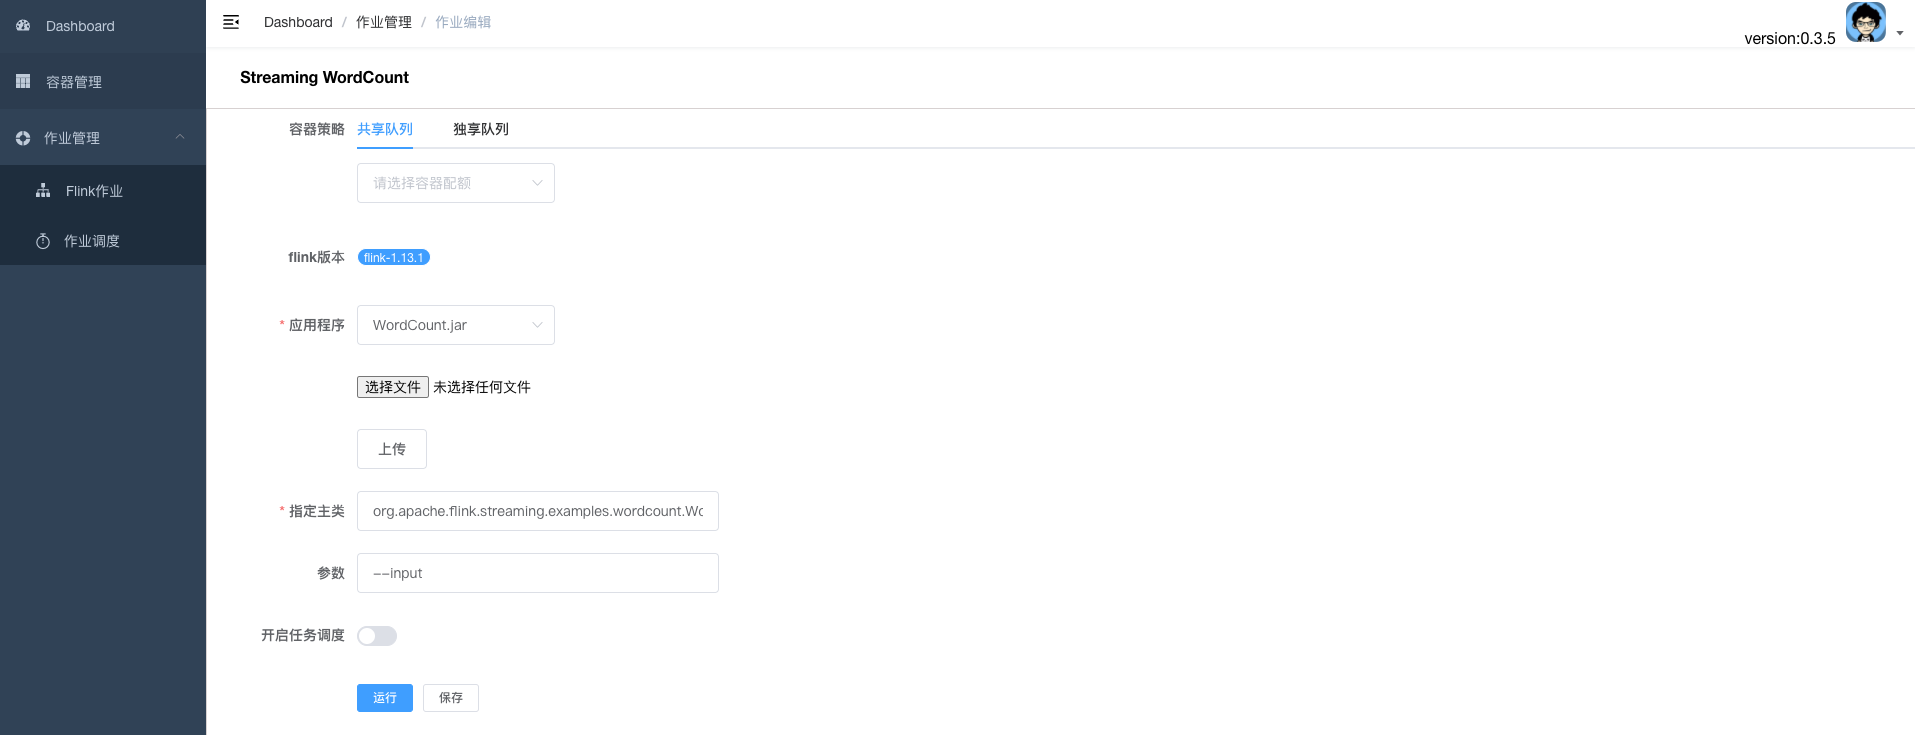 Dashboard
容器管理
作业管理
Flink作业
作业调度
Dashboard / 作业管理 / 作业编辑
version:0.3.5
Streaming WordCount
容器策略 共享队列 独享队列
请选择容器配额
flink版本 flink-1.13.1
* 应用程序 WordCount.jar
选择文件 未选择任何文件
上传
* 指定主类 org.apache.flink.streaming.examples.wordcount.Wo
参数 --input
开启任务调度
运行 保存